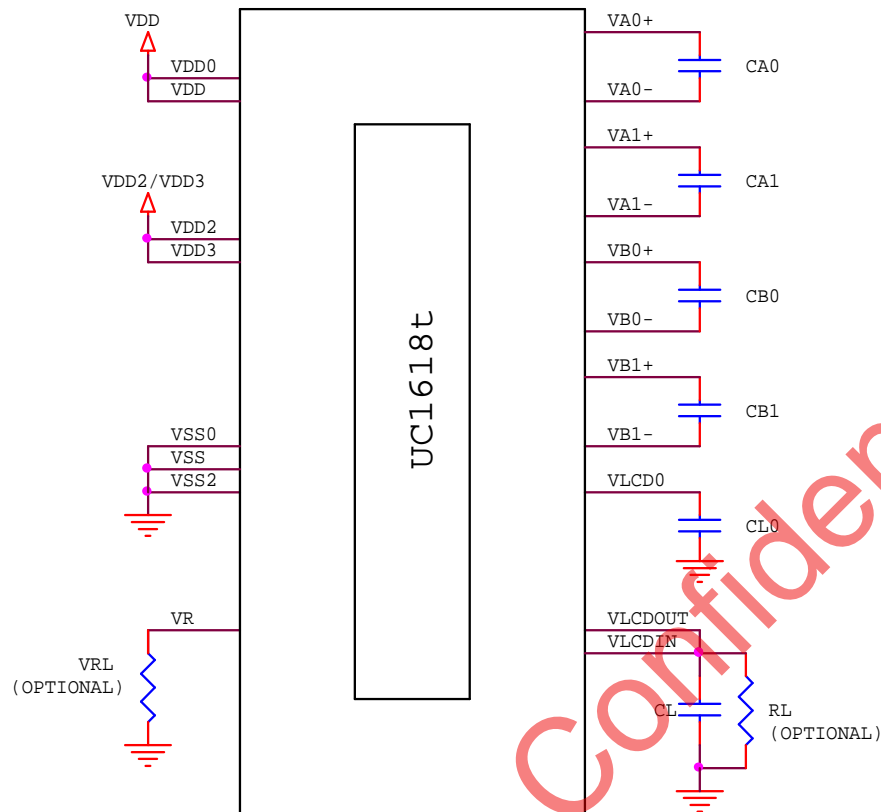 VDD
VDD0
VDD
VDD2/VDD3
VDD2
VDD3
VSS0
VSS
VSS2
VR
VRL
(OPTIONAL)
UC1618t
VA0+
CA0
VA0-
VA1+
CA1
VA1-
VB0+
CB0
VB0-
VB1+
CB1
VB1-
VLCD0
CL0
VLCDOUT
VLCDIN
CL
RL
(OPTIONAL)
Confiden